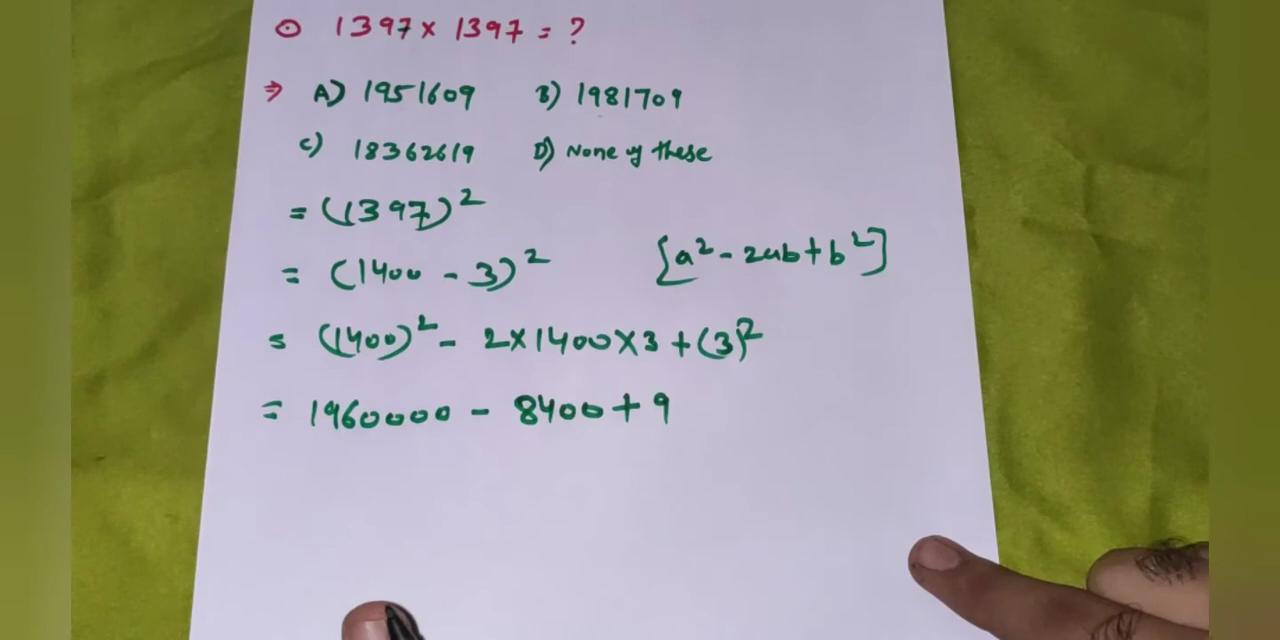 ⊙ 1397 × 1397 = ?
⇒ A) 1951609 B) 1981709
C) 18362619 D) None of these
= (1397)²
= (1400 - 3)² [a² - 2ab + b²]
= (1400)² - 2×1400×3 + (3)²
= 1960000 - 8400 + 9